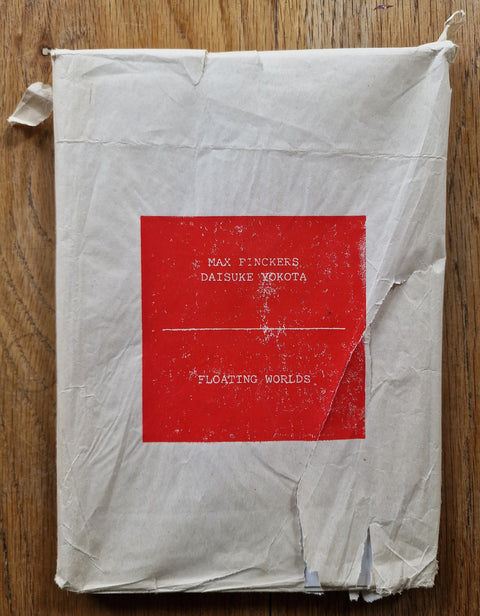 MAX PINCKERS
DAISUKE YOKOTA
FLOATING WORLDS